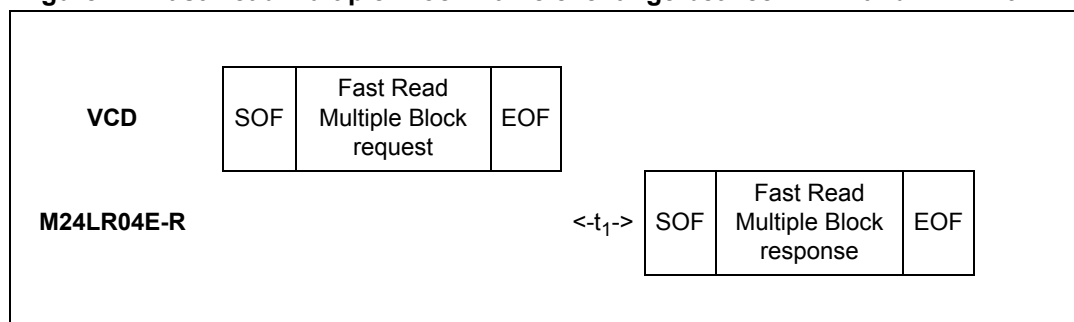 Fast Read
VCD SOF Multiple Block EOF
request
Fast Read
M24LR04E-R <-t1-> SOF Multiple Block EOF
response